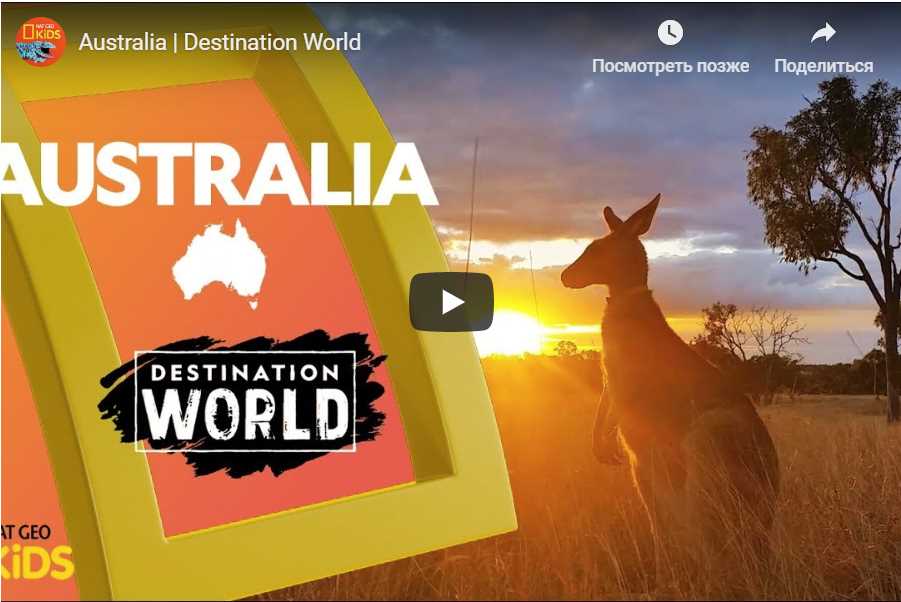 NAT GEO
KiDS
Australia | Destination World
Посмотреть позже
Поделиться
AUSTRALIA
DESTINATION
WORLD
AT GEO
KiDS